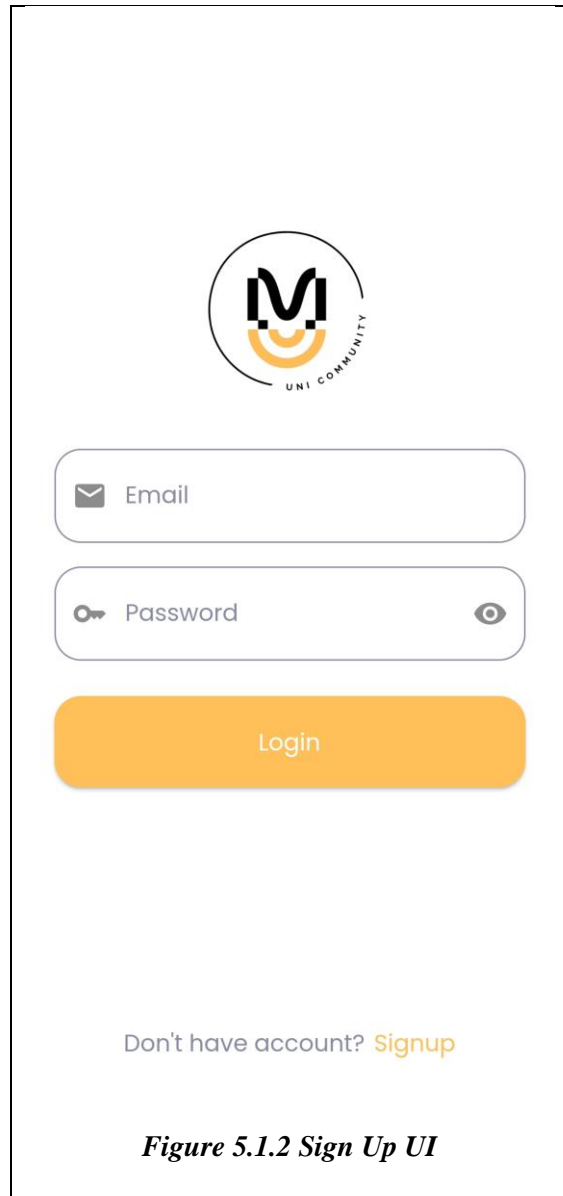 UNI COMMUNITY
Email
Password
Login
Don't have account? Signup
Figure 5.1.2 Sign Up UI